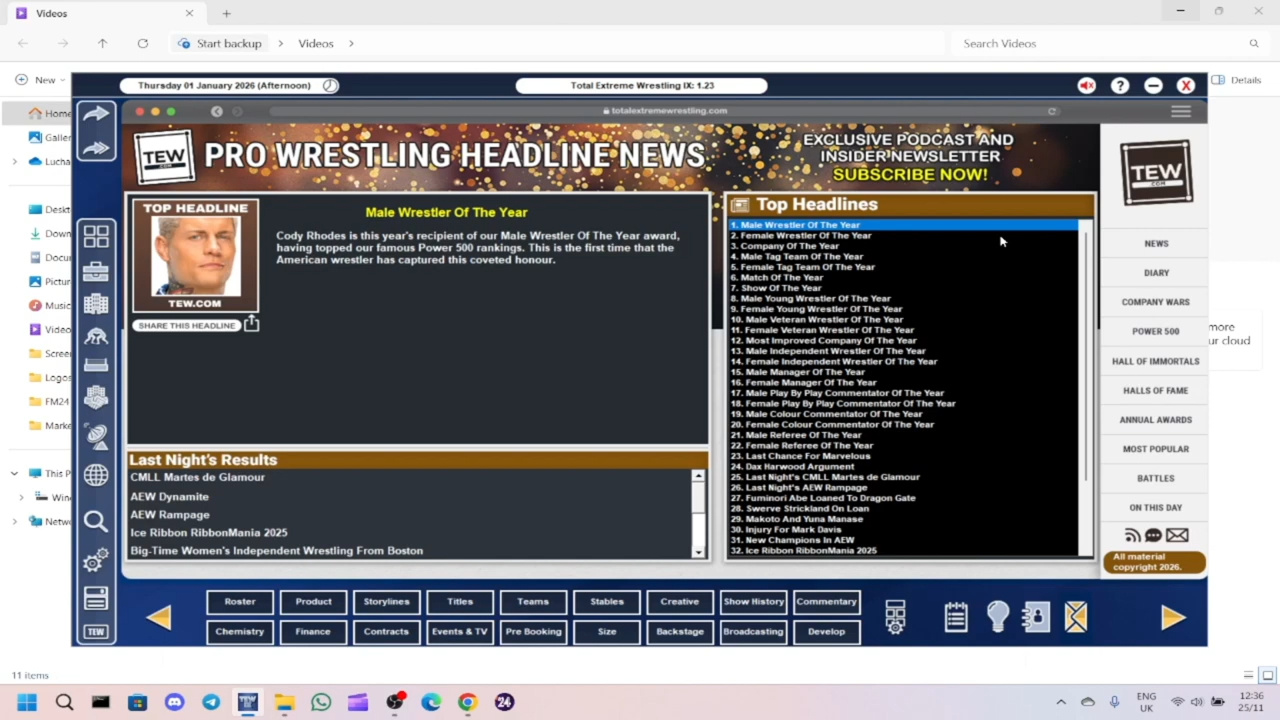 Videos
Start backup
Videos
Search Videos
New
Details
Thursday 01 January 2026 (Afternoon)
Total Extreme Wrestling IX: 1.23
?
X
totalextremewrestling.com
Home
TEW
.COM
PRO WRESTLING HEADLINE NEWS
EXCLUSIVE PODCAST AND
INSIDER NEWSLETTER
SUBSCRIBE NOW!
TEW
.COM
Galler
Lucha
Deskt
Down
Docu
Pictur
Music
Video
Scree
Logos
FM24
Marke
This P
Win
Netwo
TOP HEADLINE
TEW.COM
SHARE THIS HEADLINE
Male Wrestler Of The Year
Cody Rhodes is this year's recipient of our Male Wrestler Of The Year award,
having topped our famous Power 500 rankings. This is the first time that the
American wrestler has captured this coveted honour.
Last Night's Results
CMLL Martes de Glamour
AEW Dynamite
AEW Rampage
Ice Ribbon RibbonMania 2025
Big-Time Women's Independent Wrestling From Boston
Top Headlines
1. Male Wrestler Of The Year
2. Female Wrestler Of The Year
3. Company Of The Year
4. Male Tag Team Of The Year
5. Female Tag Team Of The Year
6. Match Of The Year
7. Show Of The Year
8. Male Young Wrestler Of The Year
9. Female Young Wrestler Of The Year
10. Male Veteran Wrestler Of The Year
11. Female Veteran Wrestler Of The Year
12. Most Improved Company Of The Year
13. Male Independent Wrestler Of The Year
14. Female Independent Wrestler Of The Year
15. Male Manager Of The Year
16. Female Manager Of The Year
17. Male Play By Play Commentator Of The Year
18. Female Play By Play Commentator Of The Year
19. Male Colour Commentator Of The Year
20. Female Colour Commentator Of The Year
21. Male Referee Of The Year
22. Female Referee Of The Year
23. Last Chance For Marvelous
24. Dax Harwood Argument
25. Last Night's CMLL Martes de Glamour
26. Last Night's AEW Rampage
27. Fuminori Abe Loaned To Dragon Gate
28. Swerve Strickland On Loan
29. Makoto And Yuna Manase
30. Injury For Mark Davis
31. New Champions In AEW
32. Ice Ribbon RibbonMania 2025
NEWS
DIARY
COMPANY WARS
POWER 500
HALL OF IMMORTALS
HALLS OF FAME
ANNUAL AWARDS
MOST POPULAR
BATTLES
ON THIS DAY
All material
copyright 2026.
more
ur cloud
Roster
Product
Storylines
Titles
Teams
Stables
Creative
Show History
Commentary
Chemistry
Finance
Contracts
Events & TV
Pre Booking
Size
Backstage
Broadcasting
Develop
TEW
11 items
TEW
24
ENG
UK
12:36
25/11